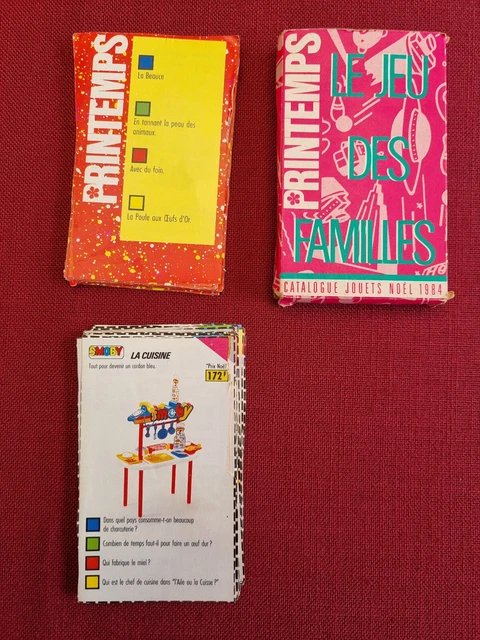 PRINTEMPS
La Beauce.
En tannant la peau des
animaux.
Avec du foin.
La Poule aux Œufs d'Or.
PRINTEMPS
LE JEU
DES
FAMILLES
CATALOGUE JOUETS NOËL 1984
SMOBY LA CUISINE
Tout pour devenir un cordon bleu.
"Prix Noël"
172F
Smoby
Dans quel pays consomme-t-on beaucoup
de charcuterie ?
Combien de temps faut-il pour faire un œuf dur ?
Qui fabrique le miel ?
Qui est le chef de cuisine dans "l'Aile ou la Cuisse ?"